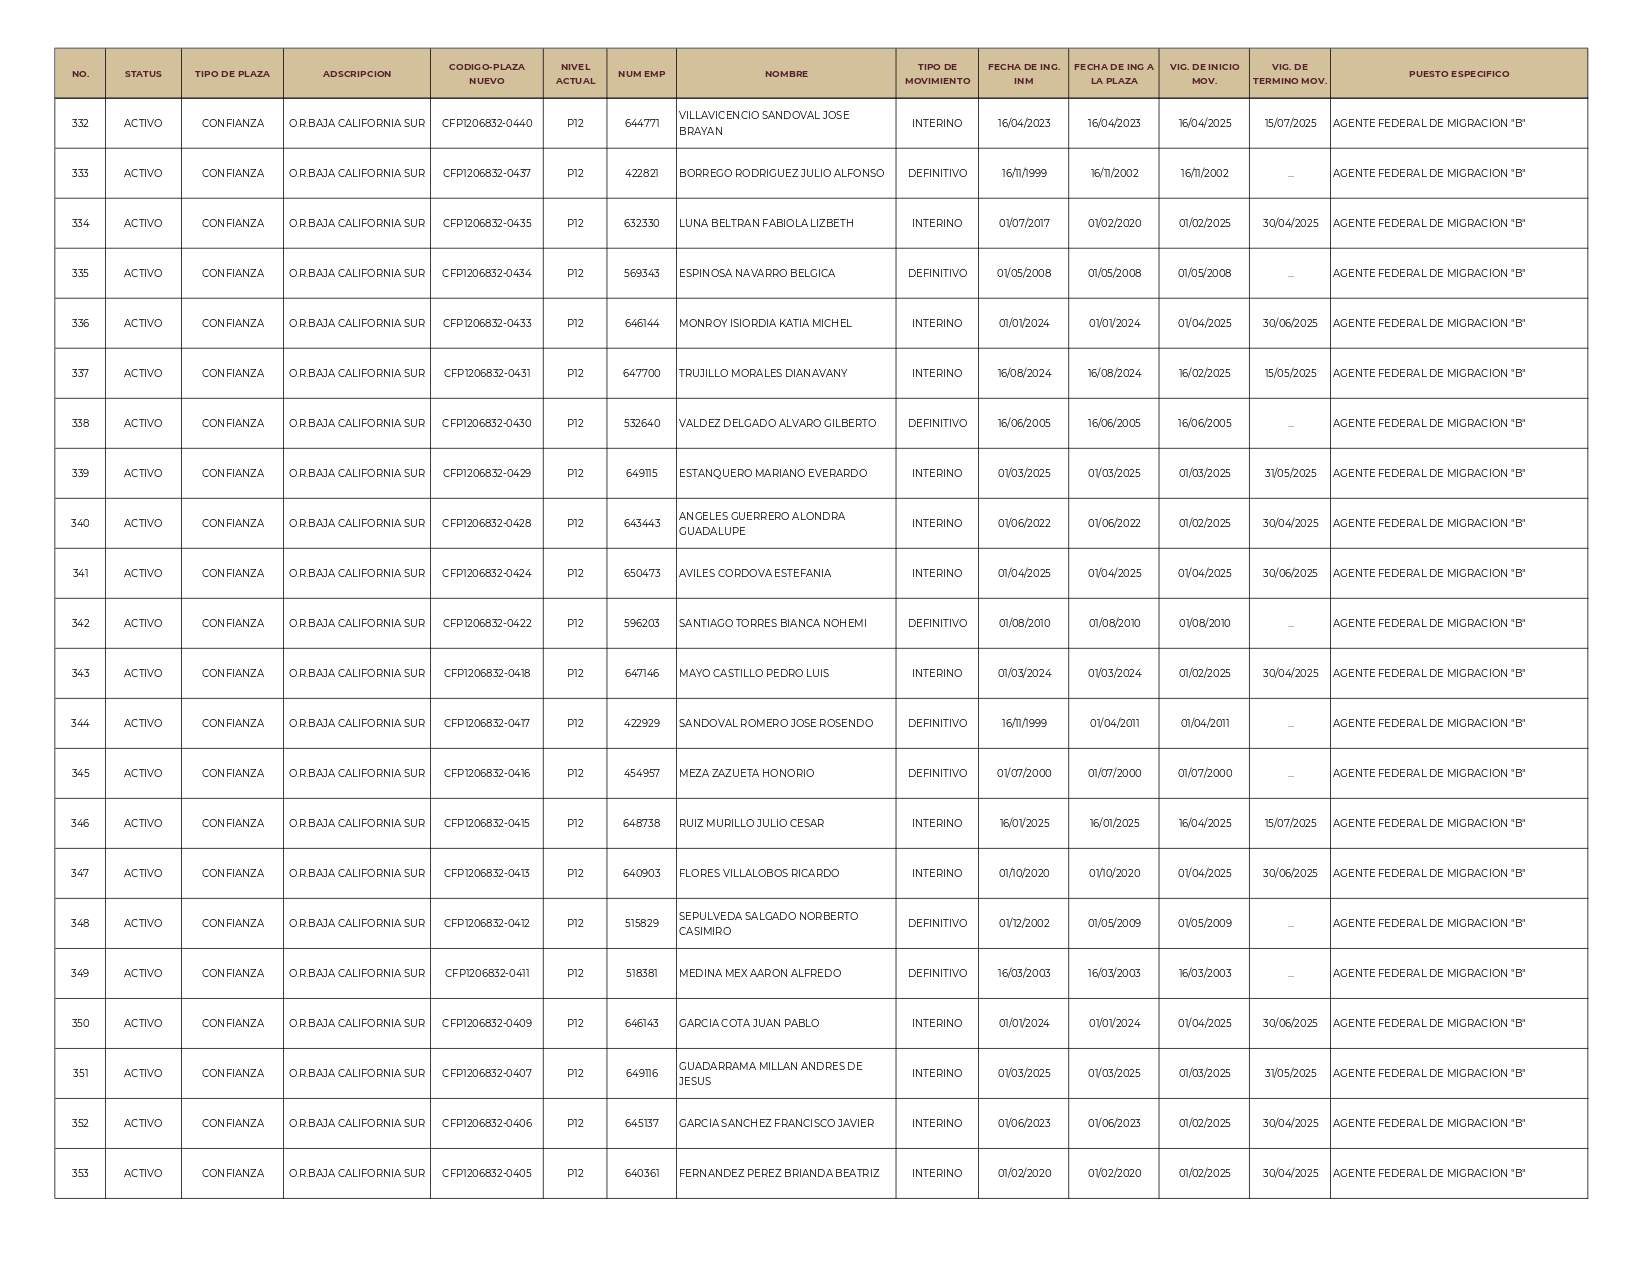 NO. STATUS TIPO DE PLAZA ADSCRIPCION CODIGO-PLAZA NUEVO NIVEL ACTUAL NUM EMP NOMBRE TIPO DE MOVIMIENTO FECHA DE ING. INM FECHA DE ING A LA PLAZA VIG. DE INICIO MOV. VIG. DE TERMINO MOV. PUESTO ESPECIFICO
332 ACTIVO CONFIANZA O.R.BAJA CALIFORNIA SUR CFP1206832-0440 P12 644771 VILLAVICENCIO SANDOVAL JOSE BRAYAN INTERINO 16/04/2023 16/04/2023 16/04/2025 15/07/2025 AGENTE FEDERAL DE MIGRACION "B"
333 ACTIVO CONFIANZA O.R.BAJA CALIFORNIA SUR CFP1206832-0437 P12 422821 BORREGO RODRIGUEZ JULIO ALFONSO DEFINITIVO 16/11/1999 16/11/2002 16/11/2002 ... AGENTE FEDERAL DE MIGRACION "B"
334 ACTIVO CONFIANZA O.R.BAJA CALIFORNIA SUR CFP1206832-0435 P12 632330 LUNA BELTRAN FABIOLA LIZBETH INTERINO 01/07/2017 01/02/2020 01/02/2025 30/04/2025 AGENTE FEDERAL DE MIGRACION "B"
335 ACTIVO CONFIANZA O.R.BAJA CALIFORNIA SUR CFP1206832-0434 P12 569343 ESPINOSA NAVARRO BELGICA DEFINITIVO 01/05/2008 01/05/2008 01/05/2008 ... AGENTE FEDERAL DE MIGRACION "B"
336 ACTIVO CONFIANZA O.R.BAJA CALIFORNIA SUR CFP1206832-0433 P12 646144 MONROY ISIORDIA KATIA MICHEL INTERINO 01/01/2024 01/01/2024 01/04/2025 30/06/2025 AGENTE FEDERAL DE MIGRACION "B"
337 ACTIVO CONFIANZA O.R.BAJA CALIFORNIA SUR CFP1206832-0431 P12 647700 TRUJILLO MORALES DIANAVANY INTERINO 16/08/2024 16/08/2024 16/02/2025 15/05/2025 AGENTE FEDERAL DE MIGRACION "B"
338 ACTIVO CONFIANZA O.R.BAJA CALIFORNIA SUR CFP1206832-0430 P12 532640 VALDEZ DELGADO ALVARO GILBERTO DEFINITIVO 16/06/2005 16/06/2005 16/06/2005 ... AGENTE FEDERAL DE MIGRACION "B"
339 ACTIVO CONFIANZA O.R.BAJA CALIFORNIA SUR CFP1206832-0429 P12 649115 ESTANQUERO MARIANO EVERARDO INTERINO 01/03/2025 01/03/2025 01/03/2025 31/05/2025 AGENTE FEDERAL DE MIGRACION "B"
340 ACTIVO CONFIANZA O.R.BAJA CALIFORNIA SUR CFP1206832-0428 P12 643443 ANGELES GUERRERO ALONDRA GUADALUPE INTERINO 01/06/2022 01/06/2022 01/02/2025 30/04/2025 AGENTE FEDERAL DE MIGRACION "B"
341 ACTIVO CONFIANZA O.R.BAJA CALIFORNIA SUR CFP1206832-0424 P12 650473 AVILES CORDOVA ESTEFANIA INTERINO 01/04/2025 01/04/2025 01/04/2025 30/06/2025 AGENTE FEDERAL DE MIGRACION "B"
342 ACTIVO CONFIANZA O.R.BAJA CALIFORNIA SUR CFP1206832-0422 P12 596203 SANTIAGO TORRES BIANCA NOHEMI DEFINITIVO 01/08/2010 01/08/2010 01/08/2010 ... AGENTE FEDERAL DE MIGRACION "B"
343 ACTIVO CONFIANZA O.R.BAJA CALIFORNIA SUR CFP1206832-0418 P12 647146 MAYO CASTILLO PEDRO LUIS INTERINO 01/03/2024 01/03/2024 01/02/2025 30/04/2025 AGENTE FEDERAL DE MIGRACION "B"
344 ACTIVO CONFIANZA O.R.BAJA CALIFORNIA SUR CFP1206832-0417 P12 422929 SANDOVAL ROMERO JOSE ROSENDO DEFINITIVO 16/11/1999 01/04/2011 01/04/2011 ... AGENTE FEDERAL DE MIGRACION "B"
345 ACTIVO CONFIANZA O.R.BAJA CALIFORNIA SUR CFP1206832-0416 P12 454957 MEZA ZAZUETA HONORIO DEFINITIVO 01/07/2000 01/07/2000 01/07/2000 ... AGENTE FEDERAL DE MIGRACION "B"
346 ACTIVO CONFIANZA O.R.BAJA CALIFORNIA SUR CFP1206832-0415 P12 648738 RUIZ MURILLO JULIO CESAR INTERINO 16/01/2025 16/01/2025 16/04/2025 15/07/2025 AGENTE FEDERAL DE MIGRACION "B"
347 ACTIVO CONFIANZA O.R.BAJA CALIFORNIA SUR CFP1206832-0413 P12 640903 FLORES VILLALOBOS RICARDO INTERINO 01/10/2020 01/10/2020 01/04/2025 30/06/2025 AGENTE FEDERAL DE MIGRACION "B"
348 ACTIVO CONFIANZA O.R.BAJA CALIFORNIA SUR CFP1206832-0412 P12 515829 SEPULVEDA SALGADO NORBERTO CASIMIRO DEFINITIVO 01/12/2002 01/05/2009 01/05/2009 ... AGENTE FEDERAL DE MIGRACION "B"
349 ACTIVO CONFIANZA O.R.BAJA CALIFORNIA SUR CFP1206832-0411 P12 518381 MEDINA MEX AARON ALFREDO DEFINITIVO 16/03/2003 16/03/2003 16/03/2003 ... AGENTE FEDERAL DE MIGRACION "B"
350 ACTIVO CONFIANZA O.R.BAJA CALIFORNIA SUR CFP1206832-0409 P12 646143 GARCIA COTA JUAN PABLO INTERINO 01/01/2024 01/01/2024 01/04/2025 30/06/2025 AGENTE FEDERAL DE MIGRACION "B"
351 ACTIVO CONFIANZA O.R.BAJA CALIFORNIA SUR CFP1206832-0407 P12 649116 GUADARRAMA MILLAN ANDRES DE JESUS INTERINO 01/03/2025 01/03/2025 01/03/2025 31/05/2025 AGENTE FEDERAL DE MIGRACION "B"
352 ACTIVO CONFIANZA O.R.BAJA CALIFORNIA SUR CFP1206832-0406 P12 645137 GARCIA SANCHEZ FRANCISCO JAVIER INTERINO 01/06/2023 01/06/2023 01/02/2025 30/04/2025 AGENTE FEDERAL DE MIGRACION "B"
353 ACTIVO CONFIANZA O.R.BAJA CALIFORNIA SUR CFP1206832-0405 P12 640361 FERNANDEZ PEREZ BRIANDA BEATRIZ INTERINO 01/02/2020 01/02/2020 01/02/2025 30/04/2025 AGENTE FEDERAL DE MIGRACION "B"